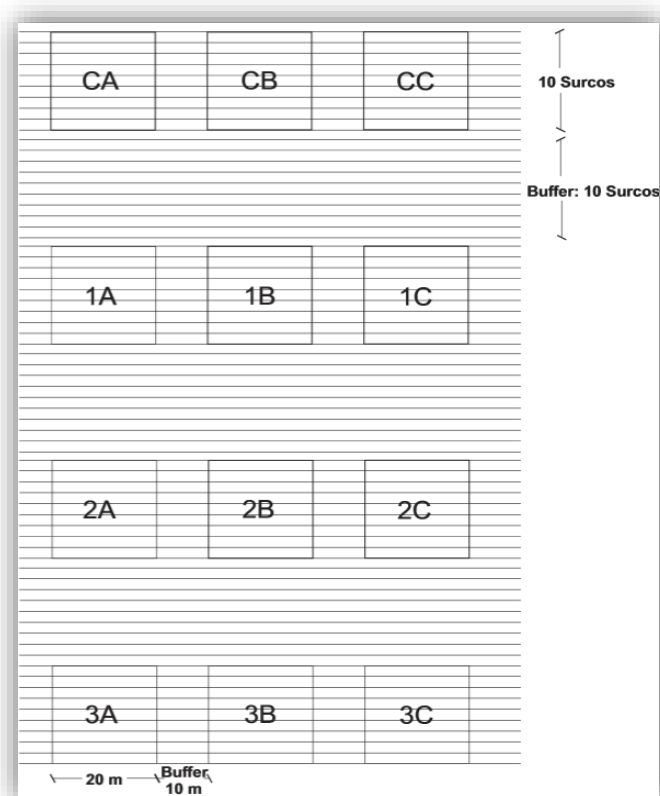 CA CB CC
10 Surcos
Buffer: 10 Surcos
1A 1B 1C
2A 2B 2C
3A 3B 3C
20 m
Buffer
10 m